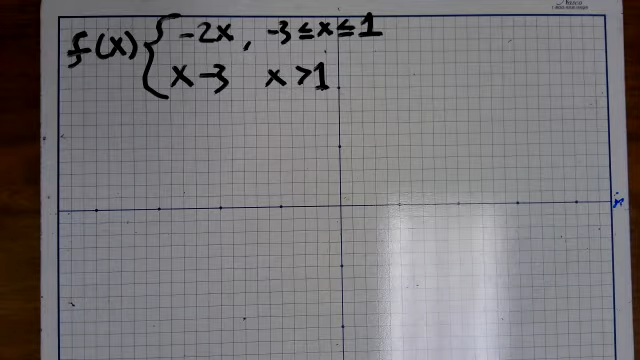 f(x) { -2x, -3 ≤ x ≤ 1
x -3 x > 1